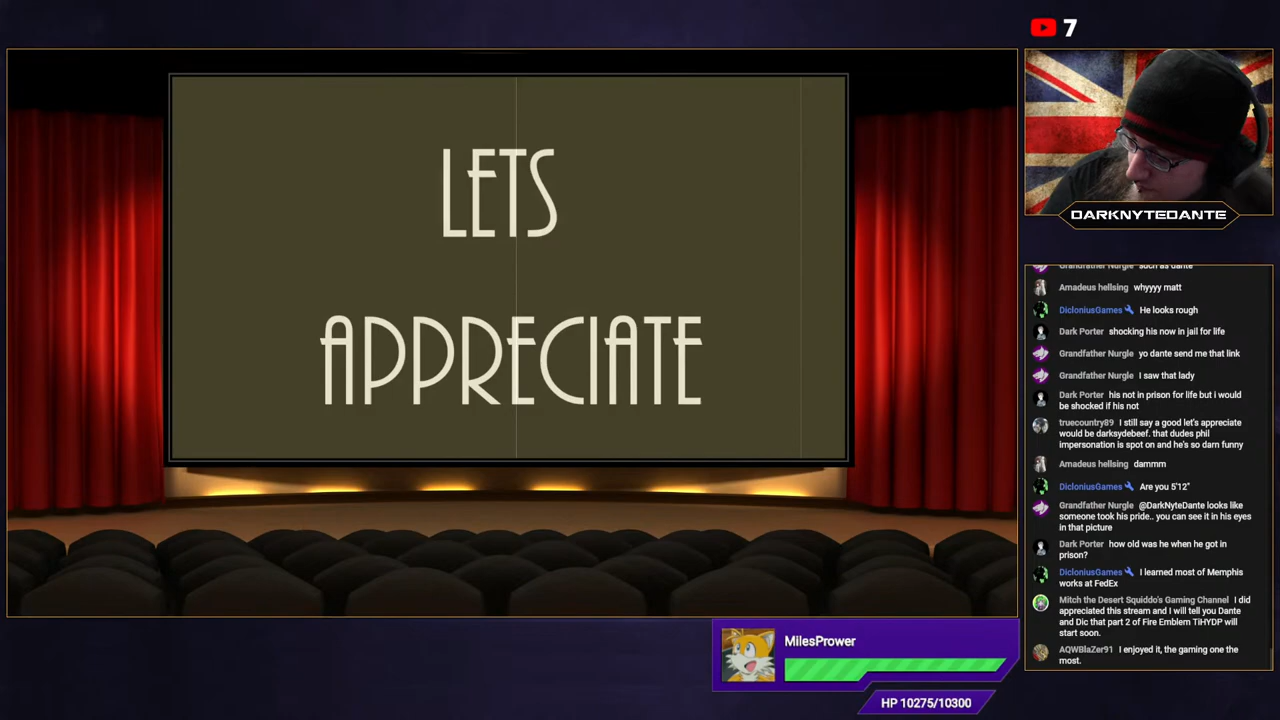 7
LETS
APPRECIATE
DARKNYTEDANTE
Grandfather Nurgle such as dante
Amadeus hellsing whyyyy matt
DicloniusGames He looks rough
Dark Porter shocking his now in jail for life
Grandfather Nurgle yo dante send me that link
Grandfather Nurgle I saw that lady
Dark Porter his not in prison for life but i would
be shocked if his not
truecountry89 I still say a good let's appreciate
would be darksydebeef. that dudes phil
impersonation is spot on and he's so darn funny
Amadeus hellsing dammm
DicloniusGames Are you 5'12"
Grandfather Nurgle @DarkNyteDante looks like
someone took his pride.. you can see it in his eyes
in that picture
Dark Porter how old was he when he got in
prison?
DicloniusGames I learned most of Memphis
works at FedEx
Mitch the Desert Squiddo's Gaming Channel I did
appreciated this stream and I will tell you Dante
and Dic that part 2 of Fire Emblem TiHYDP will
start soon.
AQWBlaZer91 I enjoyed it, the gaming one the
most.
MilesPrower
HP 10275/10300